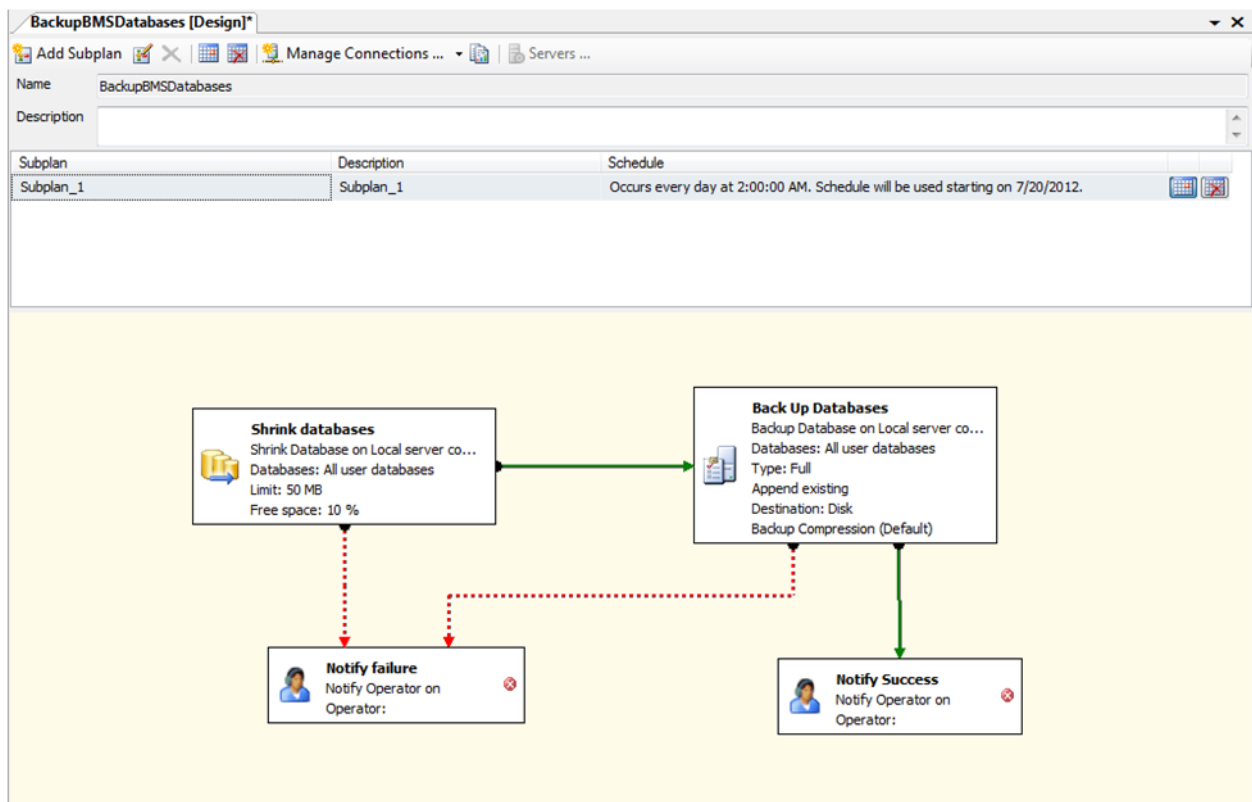 BackupBMSDatabases [Design]*
Add Subplan Manage Connections ... Servers ...
Name BackupBMSDatabases
Description
Subplan Description Schedule
Subplan_1 Subplan_1 Occurs every day at 2:00:00 AM. Schedule will be used starting on 7/20/2012.
Shrink databases
Shrink Database on Local server co...
Databases: All user databases
Limit: 50 MB
Free space: 10 %
Back Up Databases
Backup Database on Local server co...
Databases: All user databases
Type: Full
Append existing
Destination: Disk
Backup Compression (Default)
Notify failure
Notify Operator on
Operator:
Notify Success
Notify Operator on
Operator: